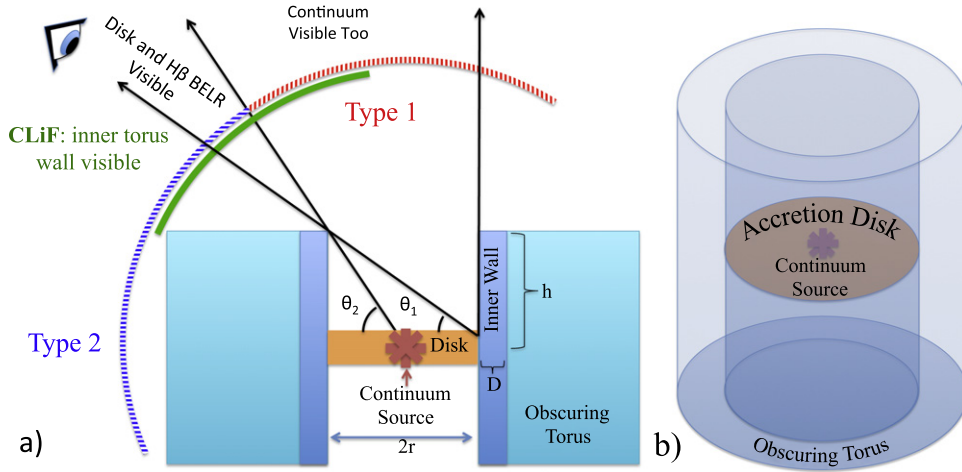 Continuum
Visible Too
Disk and Hβ BELR
Visible
Type 1
CLiF: inner torus
wall visible
Type 2
θ₂
θ₁
Disk
Inner Wall
h
D
Continuum
Source
2r
Obscuring
Torus
a)
Accretion Disk
Continuum
Source
Obscuring Torus
b)